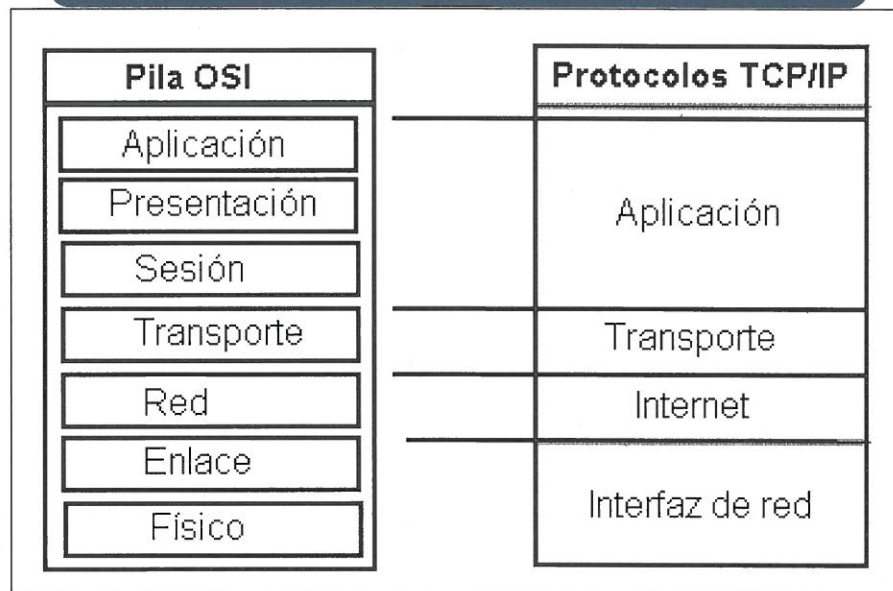 Pila OSI
Aplicación
Presentación
Sesión
Transporte
Red
Enlace
Físico
Protocolos TCP/IP
Aplicación
Transporte
Internet
Interfaz de red